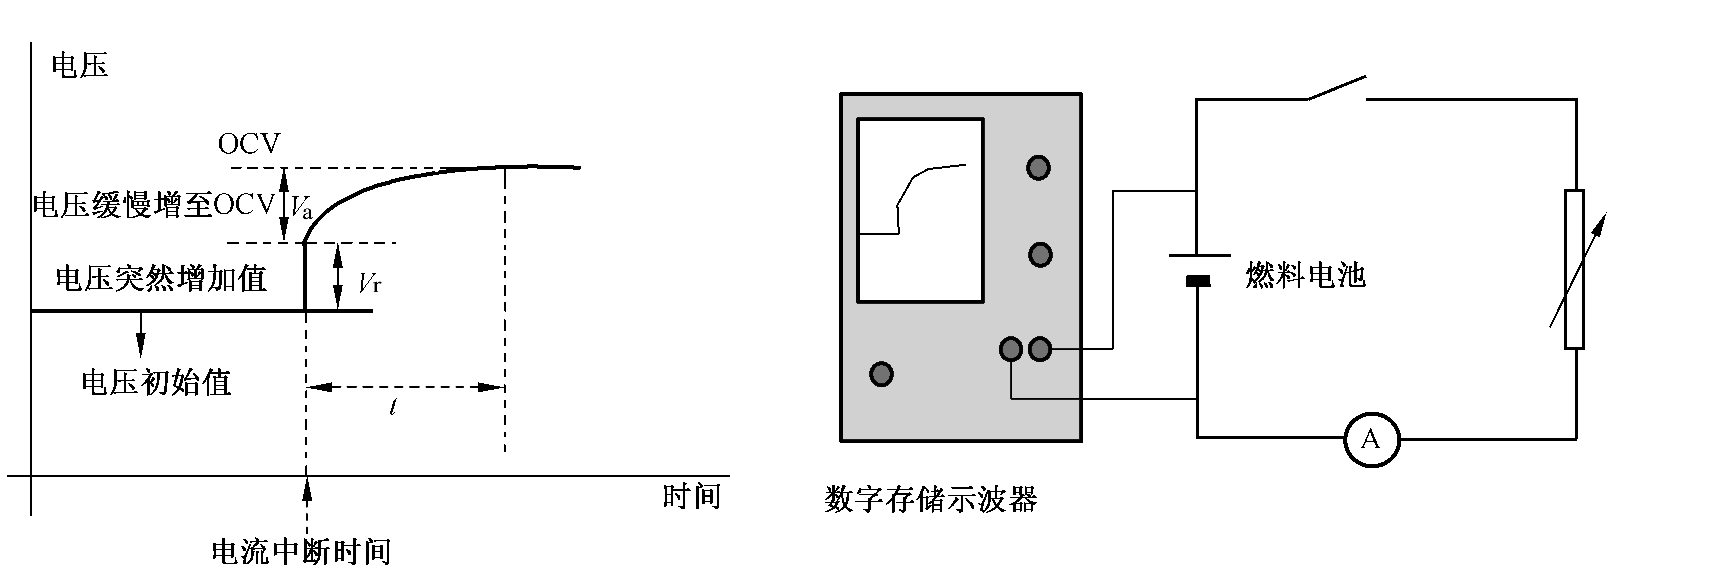 电压
OCV
电压缓慢增至OCV
Va
电压突然增加值
Vr
电压初始值
t
时间
电流中断时间
燃料电池
A
数字存储示波器